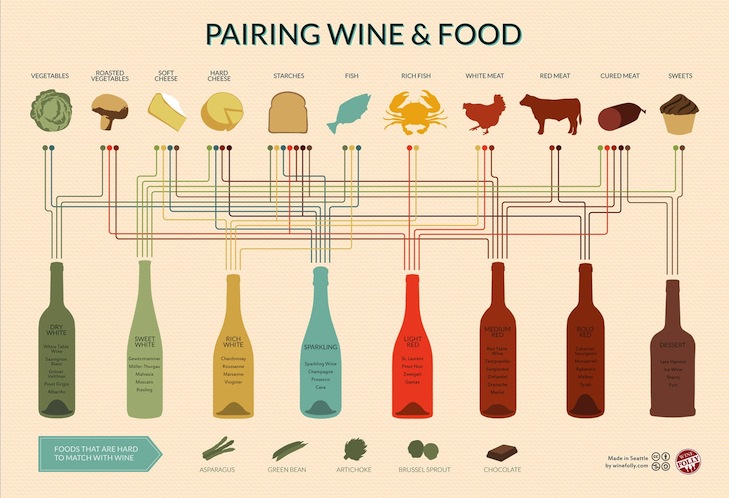 PAIRING WINE & FOOD
VEGETABLES
ROASTED
VEGETABLES
SOFT
CHEESE
HARD
CHEESE
STARCHES
FISH
RICH FISH
WHITE MEAT
RED MEAT
CURED MEAT
SWEETS
DRY
WHITE
White Table
Wine
Sauvignon
Blanc
Grüner
Veltliner
Pinot Grigio
Albariño
SWEET
WHITE
Gewürztraminer
Müller-Thurgau
Malvasia
Moscato
Riesling
RICH
WHITE
Chardonnay
Roussanne
Marsanne
Viognier
SPARKLING
Sparkling Wine
Champagne
Prosecco
Cava
LIGHT
RED
St. Laurent
Pinot Noir
Zweigelt
Gamay
MEDIUM
RED
Red Table
Wine
Tempranillo
Sangiovese
Zinfandel
Grenache
Merlot
BOLD
RED
Cabernet
Sauvignon
Monastrell
Aglianico
Malbec
Syrah
DESSERT
Late Harvest
Ice Wine
Sherry
Port
FOODS THAT ARE HARD
TO MATCH WITH WINE
ASPARAGUS
GREEN BEAN
ARTICHOKE
BRUSSEL SPROUT
CHOCOLATE
Made in Seattle
by winefolly.com
WINE
FOLLY